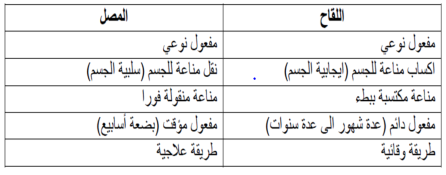 اللقاح المصل
مفعول نوعي مفعول نوعي
اكساب مناعة للجسم (ايجابية الجسم) نقل مناعة للجسم (سلبية الجسم)
مناعة مكتسبة ببطء مناعة منقولة فورا
مفعول دائم (عدة شهور الى عدة سنوات) مفعول مؤقت (بضعة أسابيع)
طريقة وقائية طريقة علاجية